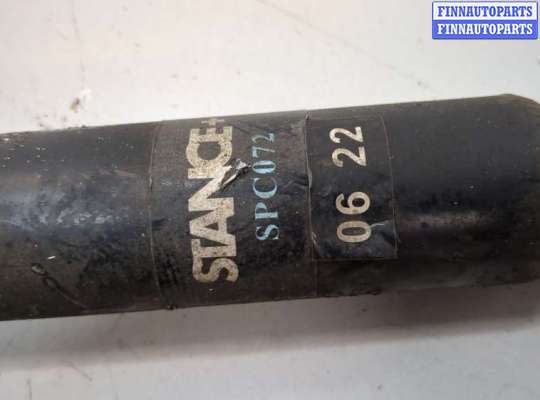 FINNAUTOPARTS
FINNAUTOPARTS
STANCE+
SPC072
06 22